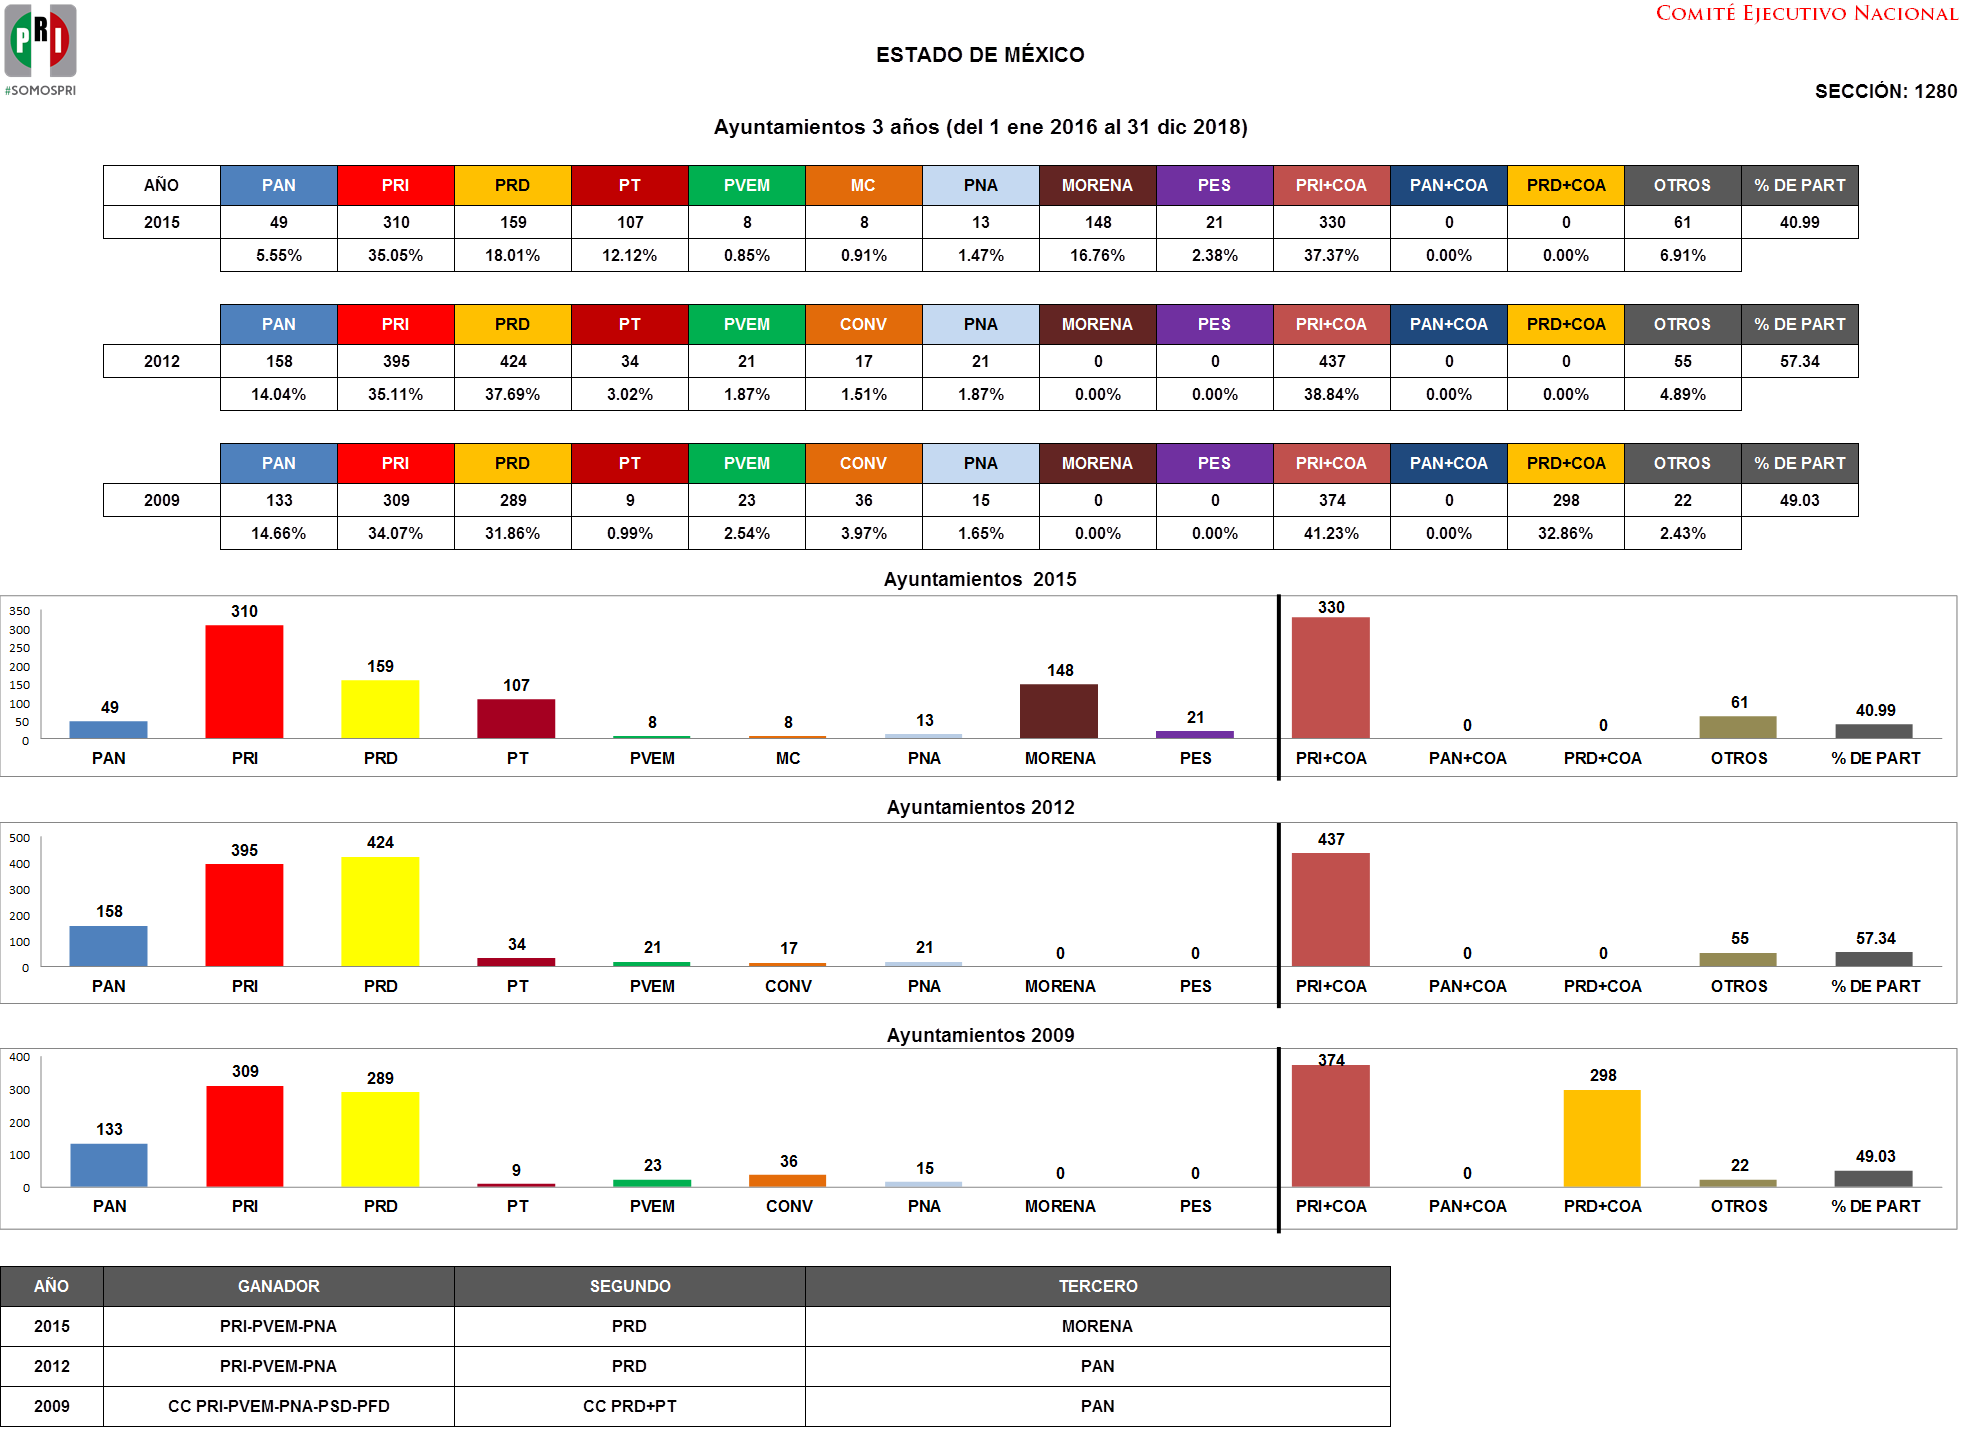 PRI
#SOMOSPRI
COMITÉ EJECUTIVO NACIONAL
ESTADO DE MÉXICO
SECCIÓN: 1280
Ayuntamientos 3 años (del 1 ene 2016 al 31 dic 2018)
AÑO PAN PRI PRD PT PVEM MC PNA MORENA PES PRI+COA PAN+COA PRD+COA OTROS % DE PART
2015 49 310 159 107 8 8 13 148 21 330 0 0 61 40.99
5.55% 35.05% 18.01% 12.12% 0.85% 0.91% 1.47% 16.76% 2.38% 37.37% 0.00% 0.00% 6.91%
PAN PRI PRD PT PVEM CONV PNA MORENA PES PRI+COA PAN+COA PRD+COA OTROS % DE PART
2012 158 395 424 34 21 17 21 0 0 437 0 0 55 57.34
14.04% 35.11% 37.69% 3.02% 1.87% 1.51% 1.87% 0.00% 0.00% 38.84% 0.00% 0.00% 4.89%
PAN PRI PRD PT PVEM CONV PNA MORENA PES PRI+COA PAN+COA PRD+COA OTROS % DE PART
2009 133 309 289 9 23 36 15 0 0 374 0 298 22 49.03
14.66% 34.07% 31.86% 0.99% 2.54% 3.97% 1.65% 0.00% 0.00% 41.23% 0.00% 32.86% 2.43%
Ayuntamientos 2015
350
300
250
200
150
100
50
0
49 310 159 107 8 8 13 148 21 330 0 0 61 40.99
PAN PRI PRD PT PVEM MC PNA MORENA PES PRI+COA PAN+COA PRD+COA OTROS % DE PART
Ayuntamientos 2012
500
400
300
200
100
0
158 395 424 34 21 17 21 0 0 437 0 0 55 57.34
PAN PRI PRD PT PVEM CONV PNA MORENA PES PRI+COA PAN+COA PRD+COA OTROS % DE PART
Ayuntamientos 2009
400
300
200
100
0
133 309 289 9 23 36 15 0 0 374 0 298 22 49.03
PAN PRI PRD PT PVEM CONV PNA MORENA PES PRI+COA PAN+COA PRD+COA OTROS % DE PART
AÑO GANADOR SEGUNDO TERCERO
2015 PRI-PVEM-PNA PRD MORENA
2012 PRI-PVEM-PNA PRD PAN
2009 CC PRI-PVEM-PNA-PSD-PFD CC PRD+PT PAN